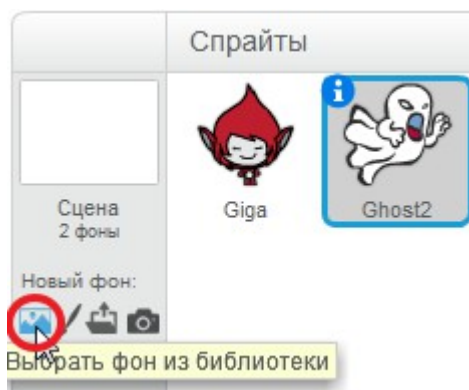 Спрайты
Giga
Ghost2
Сцена
2 фоны
Новый фон:
Выбрать фон из библиотеки